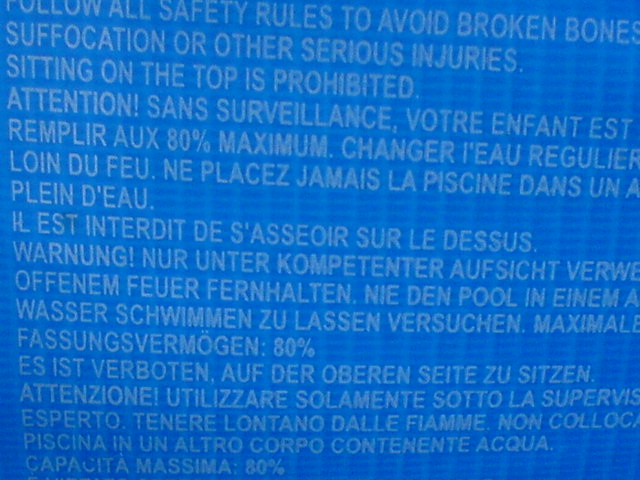 FOLLOW ALL SAFETY RULES TO AVOID BROKEN BONES
SUFFOCATION OR OTHER SERIOUS INJURIES.
SITTING ON THE TOP IS PROHIBITED.
ATTENTION! SANS SURVEILLANCE, VOTRE ENFANT EST
REMPLIR AUX 80% MAXIMUM. CHANGER l'EAU REGULIER
LOIN DU FEU. NE PLACEZ JAMAIS LA PISCINE DANS UN A
PLEIN D'EAU.
IL EST INTERDIT DE S'ASSEOIR SUR LE DESSUS.
WARNUNG! NUR UNTER KOMPETENTER AUFSICHT VERWE
OFFENEM FEUER FERNHALTEN. NIE DEN POOL IN EINEM A
WASSER SCHWIMMEN ZU LASSEN VERSUCHEN. MAXIMALE
FASSUNGSVERMÖGEN: 80%
ES IST VERBOTEN, AUF DER OBEREN SEITE ZU SITZEN.
ATTENZIONE! UTILIZZARE SOLAMENTE SOTTO LA SUPERVIS
ESPERTO. TENERE LONTANO DALLE FIAMME. NON COLLOCA
PISCINA IN UN ALTRO CORPO CONTENENTE ACQUA.
CAPACITÀ MASSIMA: 80%